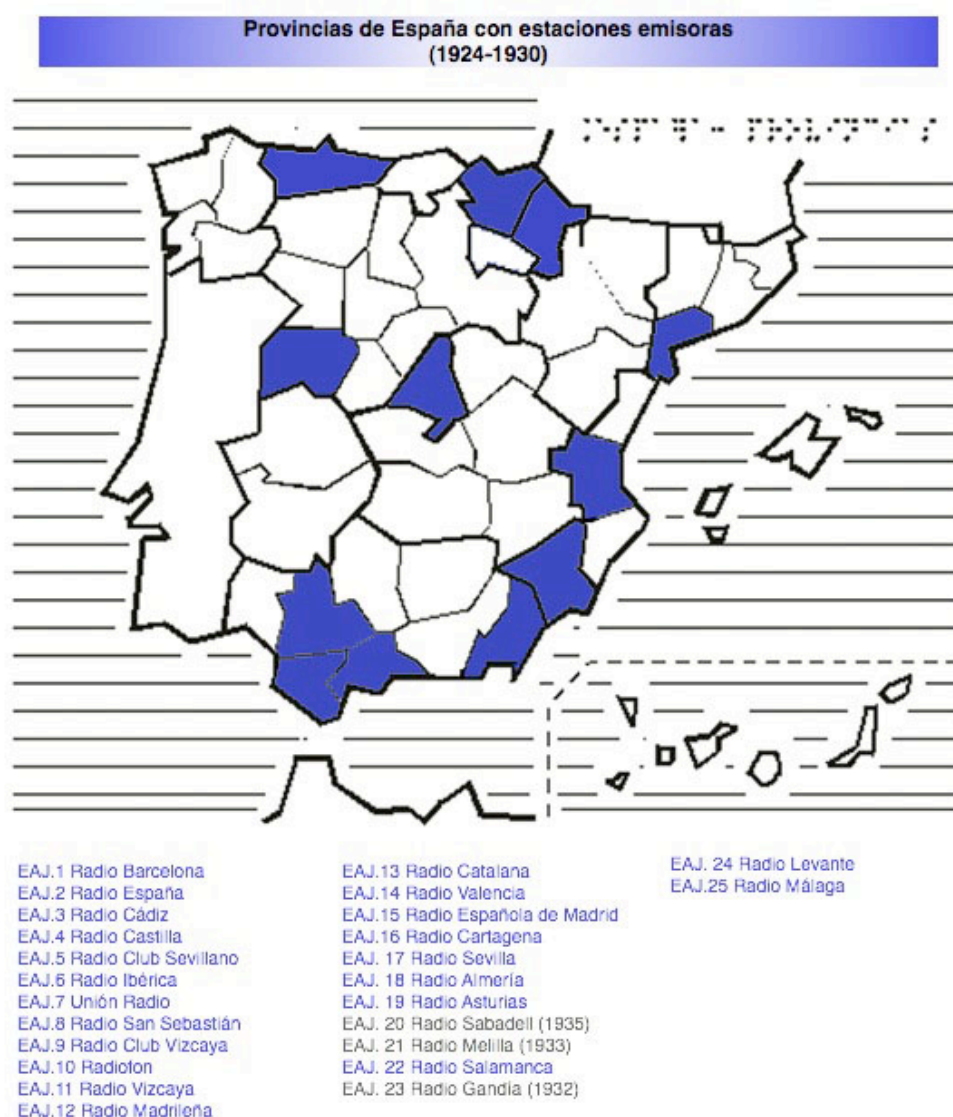 Provincias de España con estaciones emisoras
(1924-1930)
EAJ.1 Radio Barcelona
EAJ.2 Radio España
EAJ.3 Radio Cádiz
EAJ.4 Radio Castilla
EAJ.5 Radio Club Sevillano
EAJ.6 Radio Ibérica
EAJ.7 Unión Radio
EAJ.8 Radio San Sebastián
EAJ.9 Radio Club Vizcaya
EAJ.10 Radiofon
EAJ.11 Radio Vizcaya
EAJ.12 Radio Madrileña
EAJ.13 Radio Catalana
EAJ.14 Radio Valencia
EAJ.15 Radio Española de Madrid
EAJ.16 Radio Cartagena
EAJ. 17 Radio Sevilla
EAJ. 18 Radio Almería
EAJ. 19 Radio Asturias
EAJ. 20 Radio Sabadell (1935)
EAJ. 21 Radio Melilla (1933)
EAJ. 22 Radio Salamanca
EAJ. 23 Radio Gandía (1932)
EAJ. 24 Radio Levante
EAJ.25 Radio Málaga